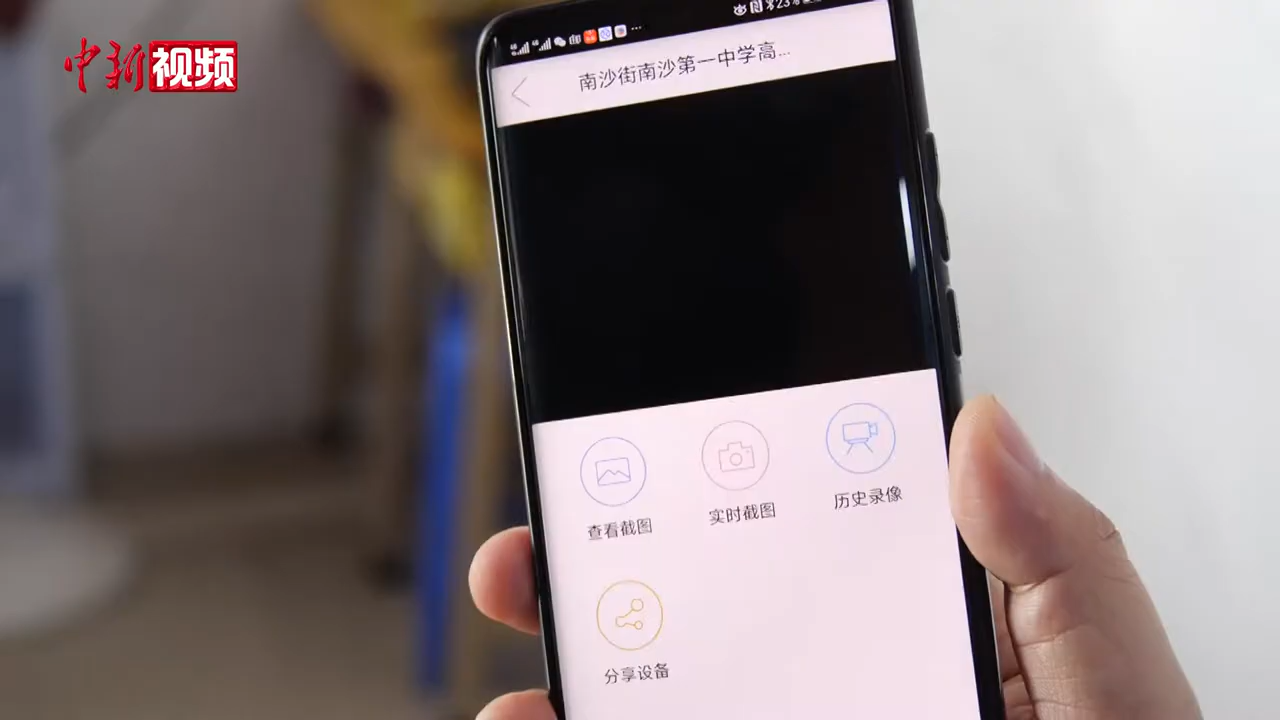 中新视频
23%
南沙街南沙第一中学高...
查看截图
实时截图
历史录像
分享设备